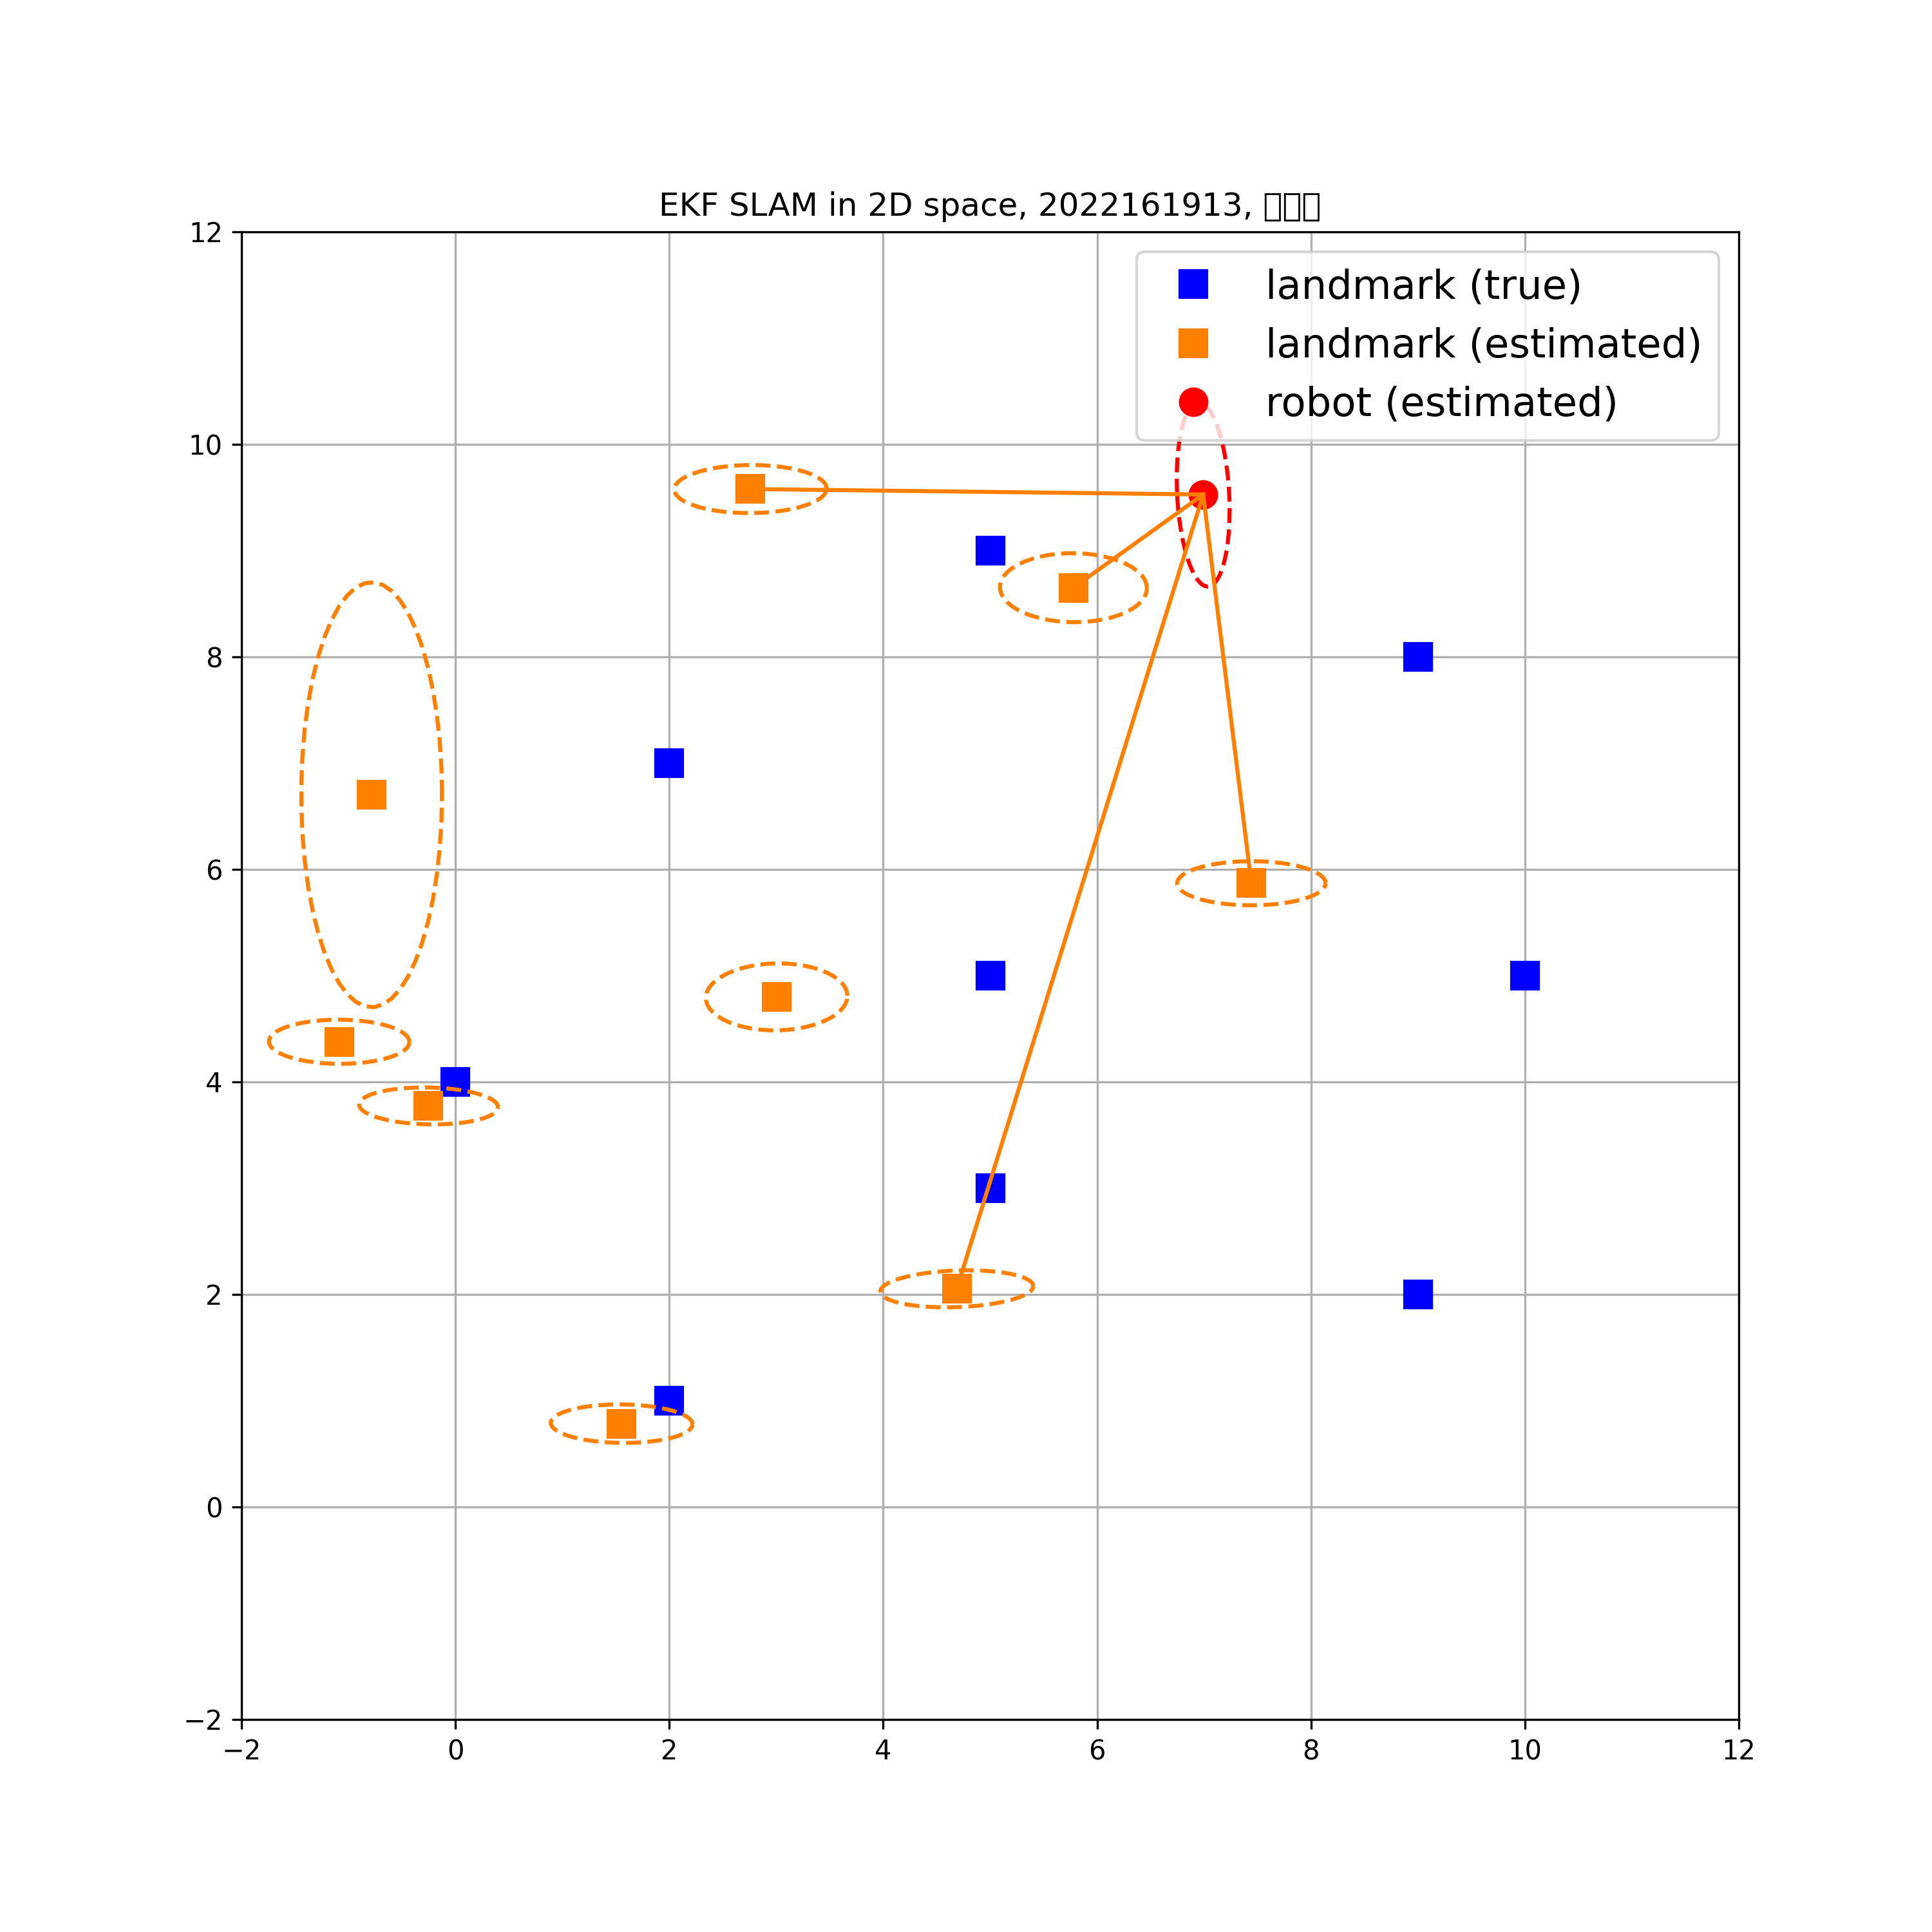 EKF SLAM in 2D space, 2022161913,
12
landmark (true)
landmark (estimated)
robot (estimated)
10
8
6
4
2
0
−2
−2 0 2 4 6 8 10 12